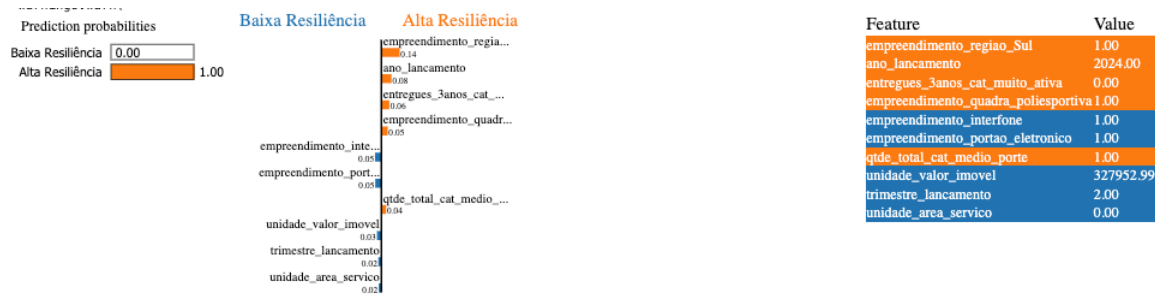 Prediction probabilities
Baixa Resiliência 0.00
Alta Resiliência 1.00
Baixa Resiliência Alta Resiliência
empreendimento_regia...
0.14
ano_lancamento
0.08
entregues_3anos_cat_...
0.06
empreendimento_quadr...
0.05
empreendimento_inte...
0.05
empreendimento_port...
0.05
qtde_total_cat_medio_...
0.04
unidade_valor_imovel
0.03
trimestre_lancamento
0.02
unidade_area_servico
0.02
Feature Value
empreendimento_regiao_Sul 1.00
ano_lancamento 2024.00
entregues_3anos_cat_muito_ativa 0.00
empreendimento_quadra_poliesportiva 1.00
empreendimento_interfone 1.00
empreendimento_portao_eletronico 1.00
qtde_total_cat_medio_porte 1.00
unidade_valor_imovel 327952.99
trimestre_lancamento 2.00
unidade_area_servico 0.00